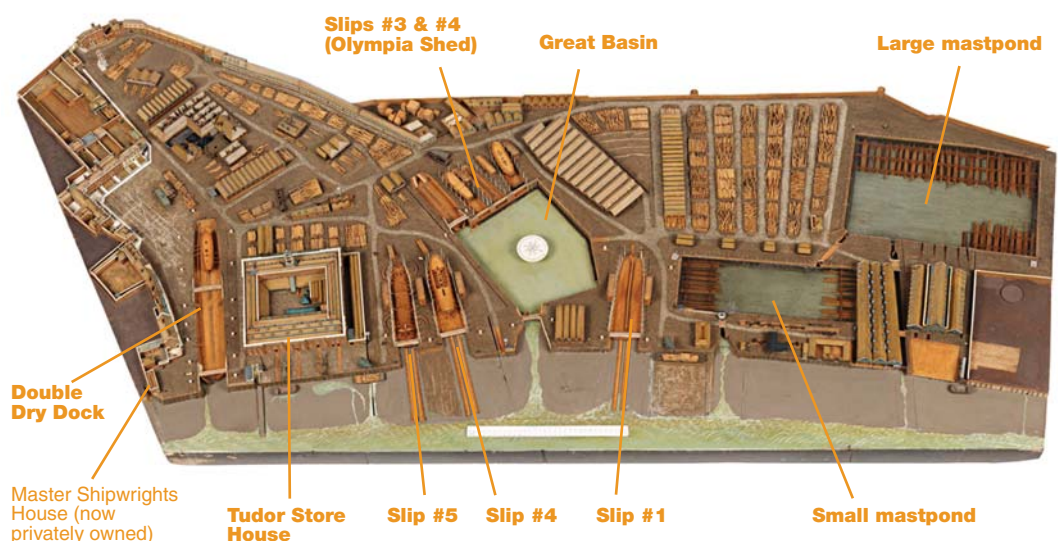 Slips #3 & #4
(Olympia Shed)
Great Basin
Large mastpond
Double
Dry Dock
Master Shipwrights
House (now
privately owned)
Tudor Store
House
Slip #5
Slip #4
Slip #1
Small mastpond